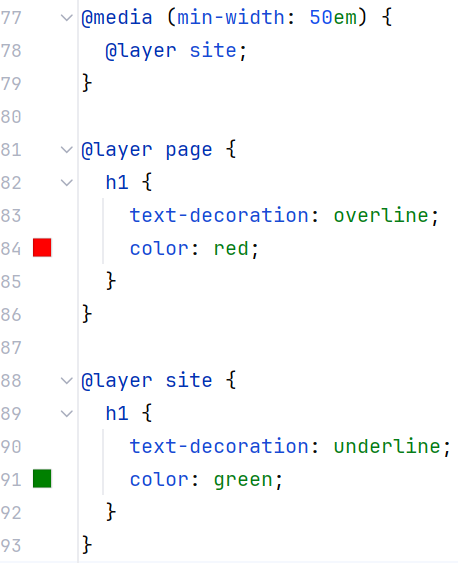 77 @media (min-width: 50em) {
78   @layer site;
79 }
80
81 @layer page {
82   h1 {
83     text-decoration: overline;
84     color: red;
85   }
86 }
87
88 @layer site {
89   h1 {
90     text-decoration: underline;
91     color: green;
92   }
93 }